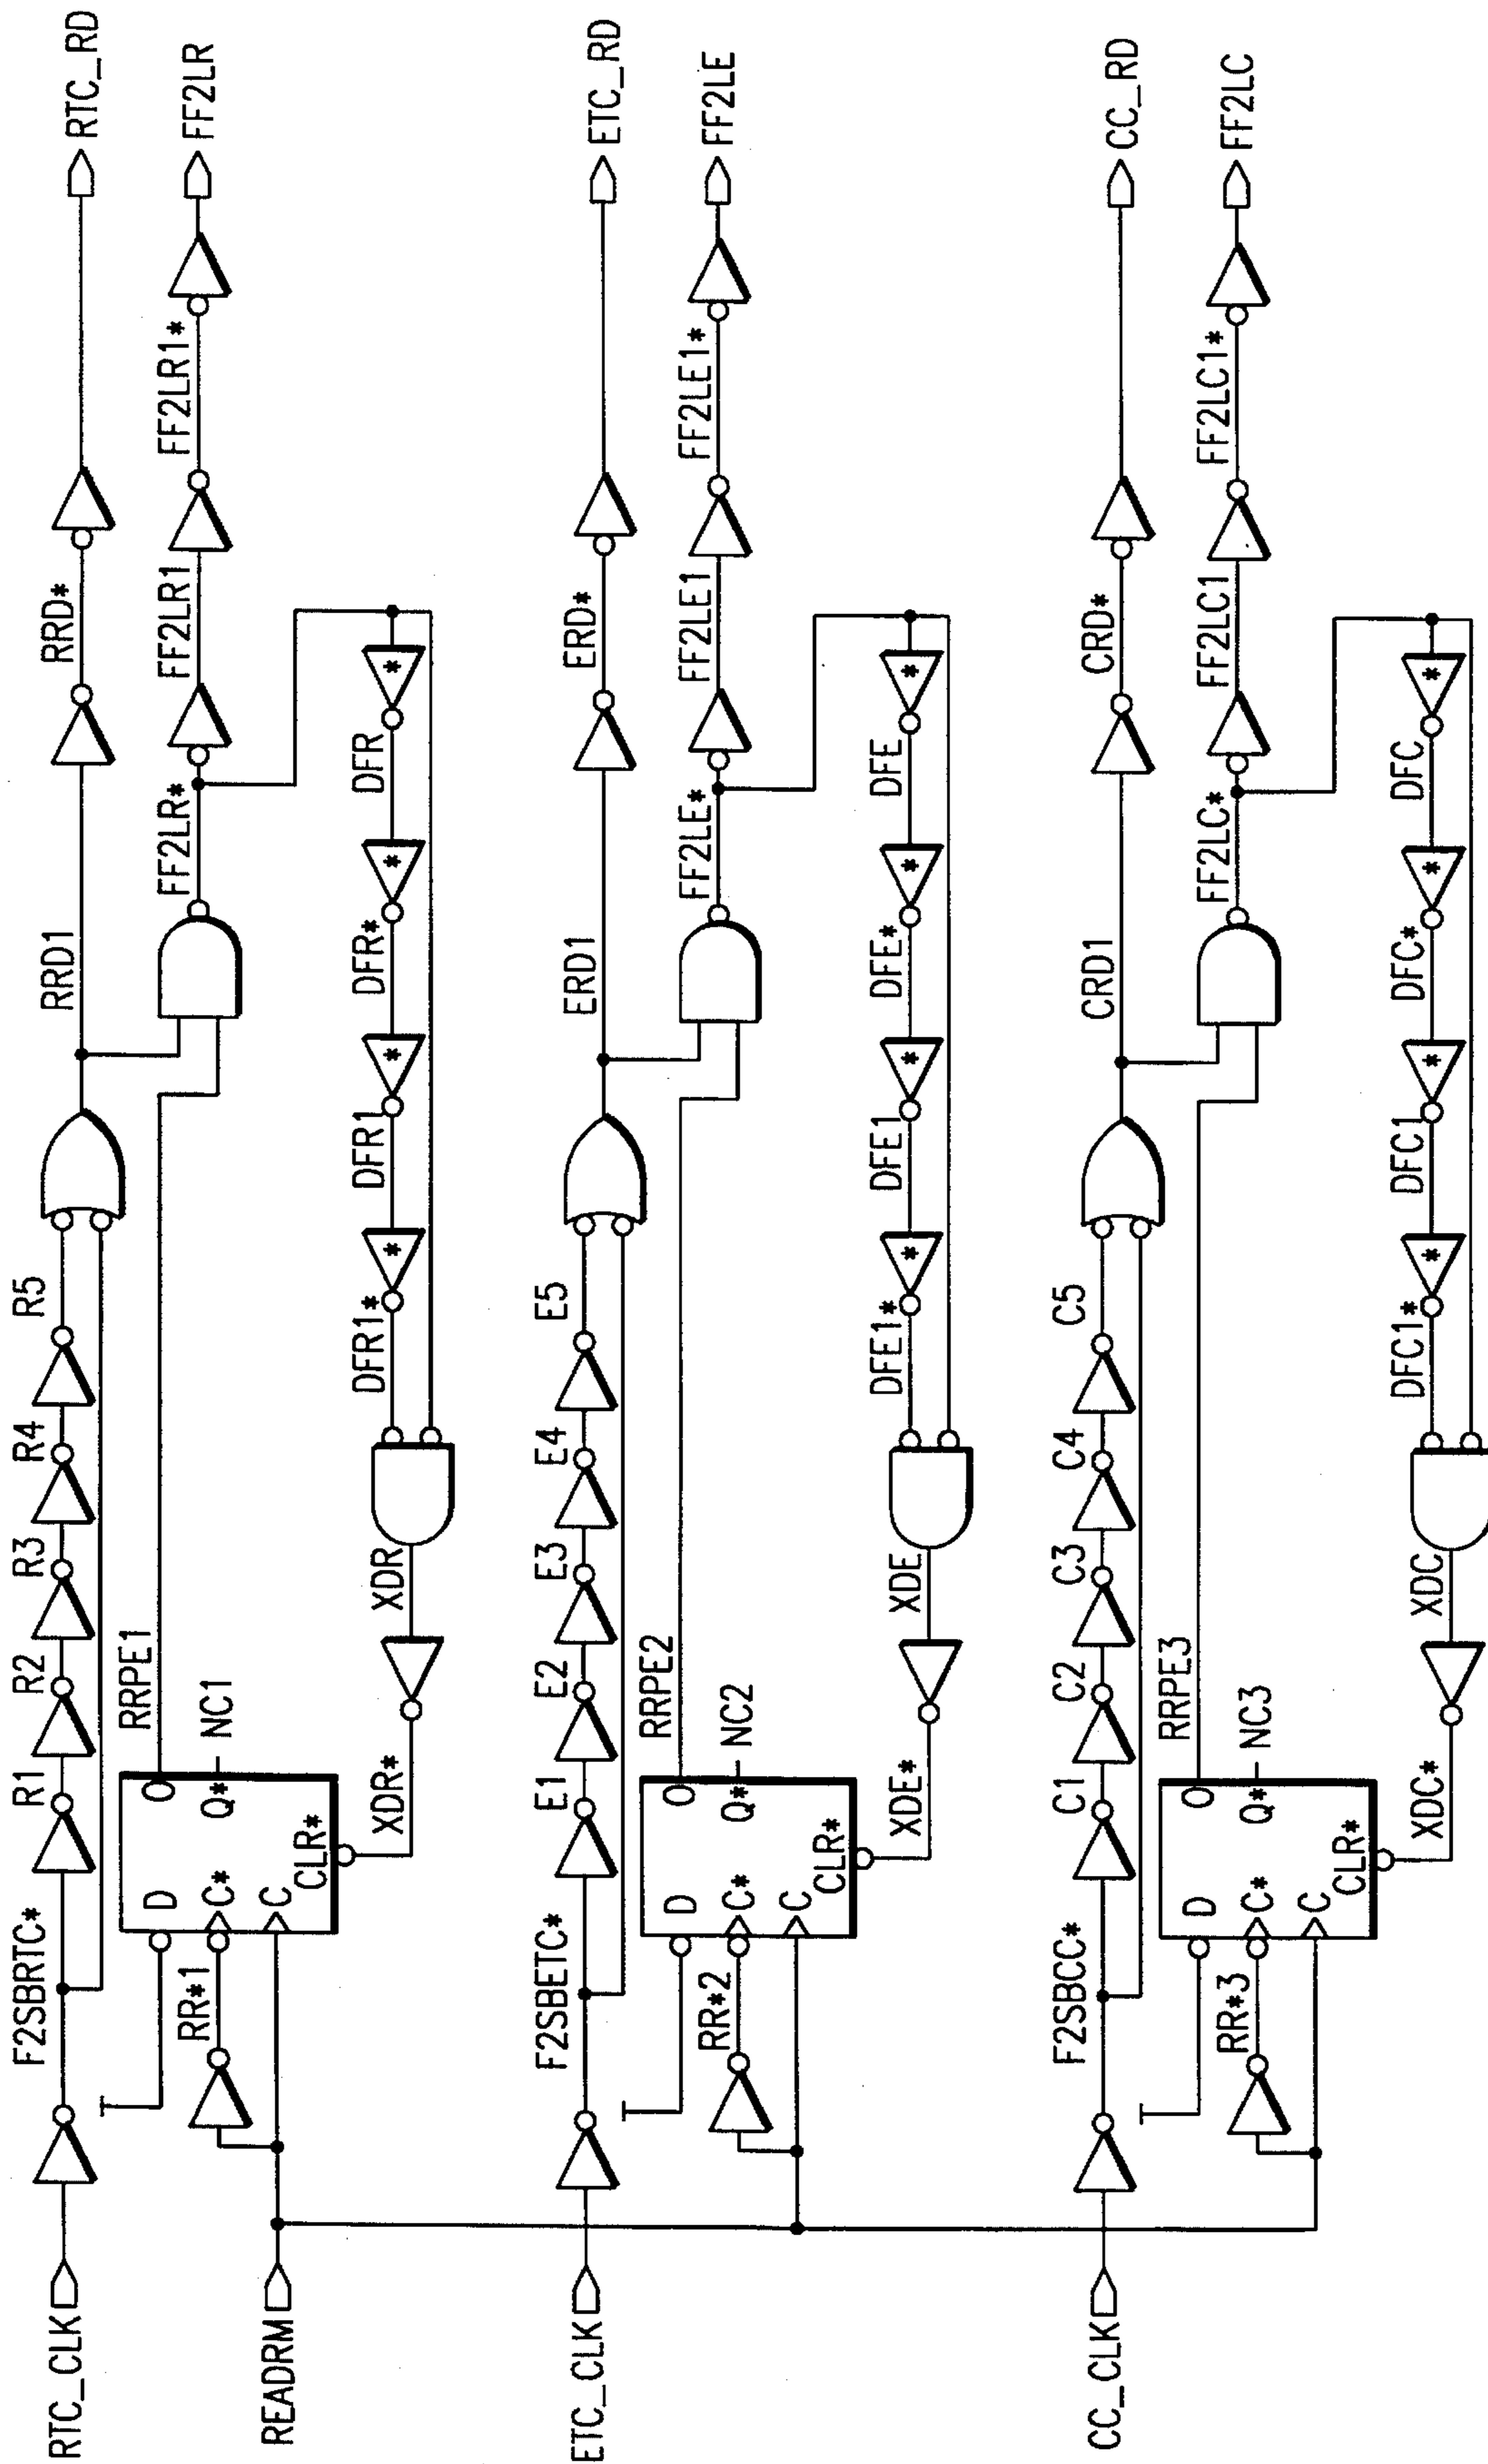 RTC_CLK
F2SBRTC*
R1
R2
R3
R4
R5
RRD1
RRD*
RTC_RD
READRM
RR*1
D
C*
C
Q
Q*
CLR*
NC1
RRPE1
FF2LR*
FF2LR1
FF2LR1*
FF2LR
XDR*
XDR
DFR1*
*
DFR1
*
DFR*
*
DFR
*
ETC_CLK
F2SBETC*
E1
E2
E3
E4
E5
ERD1
ERD*
ETC_RD
RR*2
D
C*
C
Q
Q*
CLR*
NC2
RRPE2
FF2LE*
FF2LE1
FF2LE1*
FF2LE
XDE*
XDE
DFE1*
*
DFE1
*
DFE*
*
DFE
*
CC_CLK
F2SBCC*
C1
C2
C3
C4
C5
CRD1
CRD*
CC_RD
RR*3
D
C*
C
Q
Q*
CLR*
NC3
RRPE3
FF2LC*
FF2LC1
FF2LC1*
FF2LC
XDC*
XDC
DFC1*
*
DFC1
*
DFC*
*
DFC
*